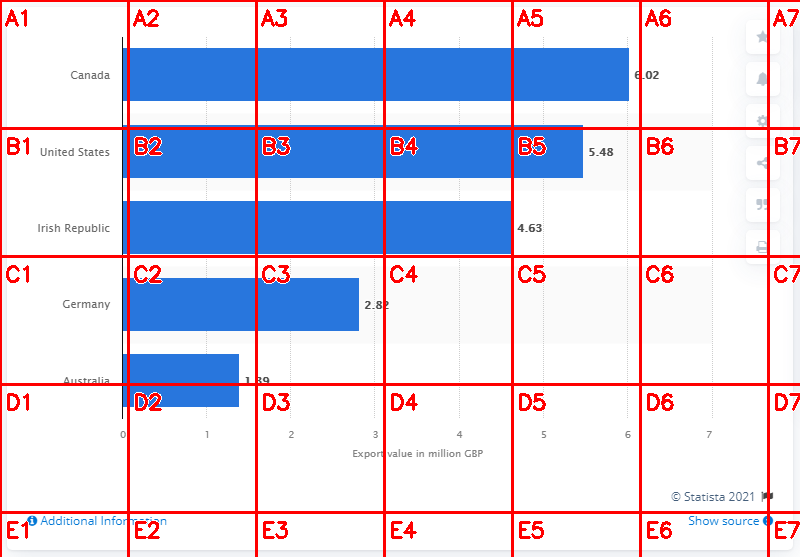 A1 A2 A3 A4 A5 A6 A7
Canada 6.02
B1 B2 B3 B4 B5 B6 B7
United States 5.48
Irish Republic 4.63
C1 C2 C3 C4 C5 C6 C7
Germany 2.82
Australia 1.39
D1 D2 D3 D4 D5 D6 D7
0 1 2 3 4 5 6 7
Export value in million GBP
© Statista 2021
Additional Information Show source
E1 E2 E3 E4 E5 E6 E7